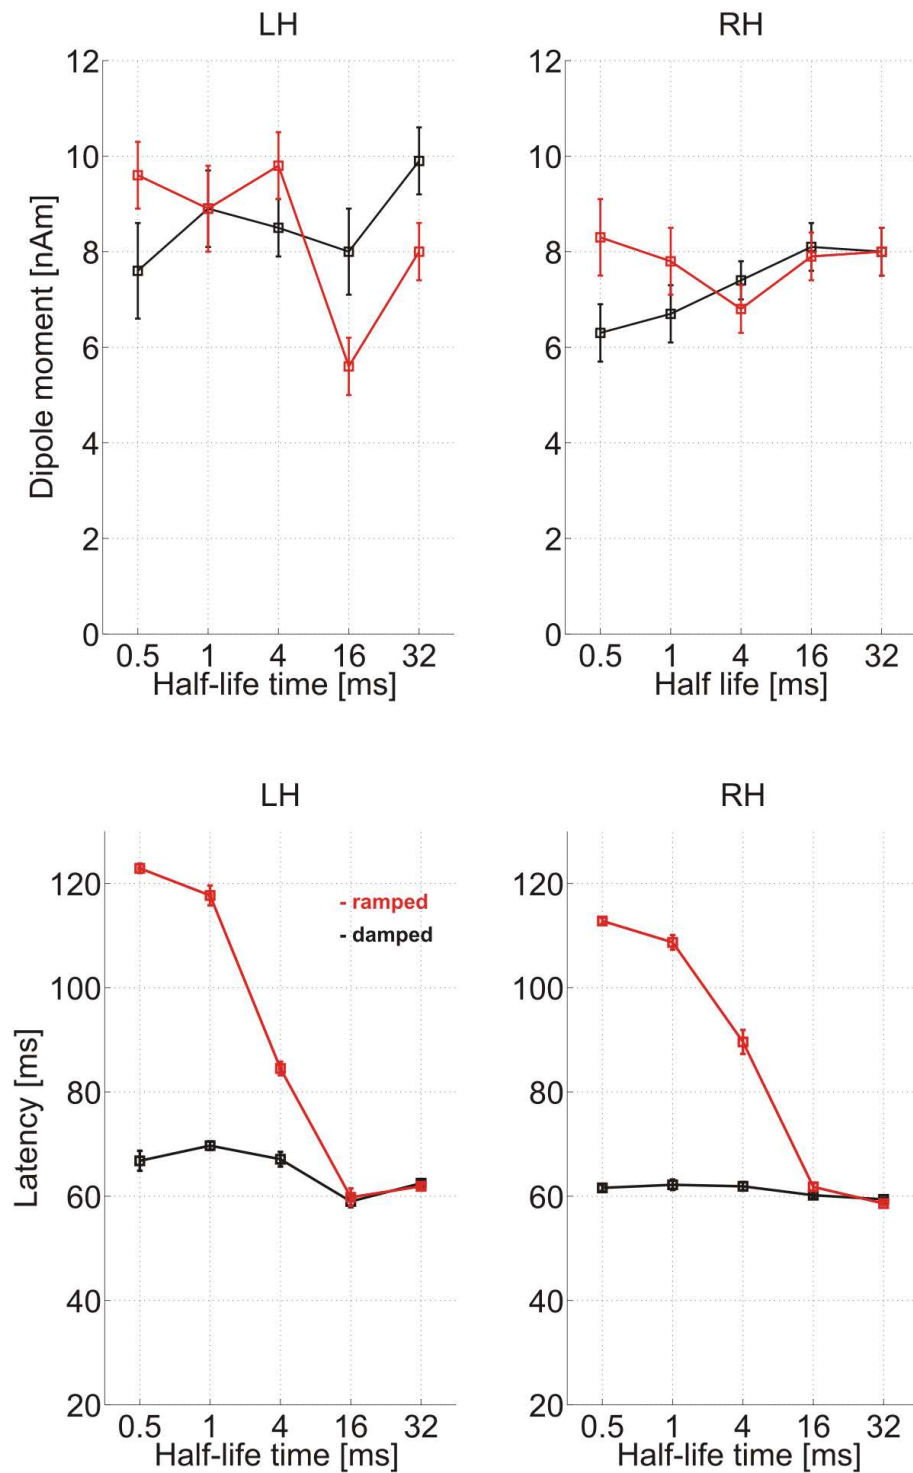 LH
RH
12
10
8
6
4
2
0
Dipole moment [nAm]
0.5 1 4 16 32
Half-life time [ms]
12
10
8
6
4
2
0
0.5 1 4 16 32
Half life [ms]
LH
RH
120
100
80
60
40
20
Latency [ms]
- ramped
- damped
0.5 1 4 16 32
Half-life time [ms]
120
100
80
60
40
20
0.5 1 4 16 32
Half-life time [ms]